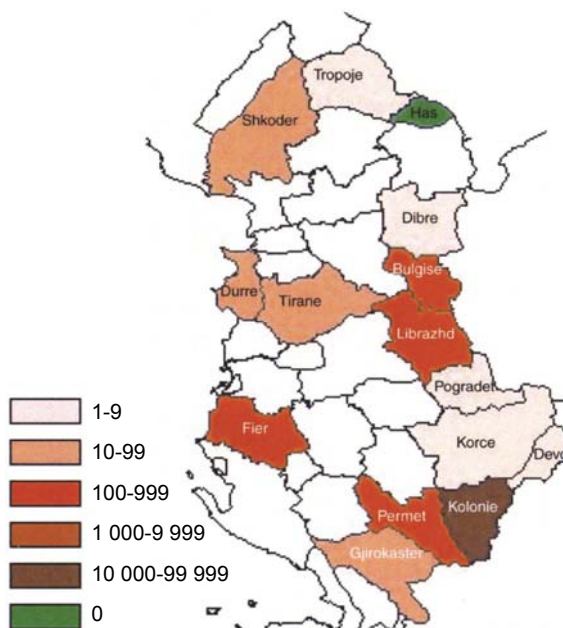 Tropoje
Has
Shkoder
Dibre
Bulgise
Durre
Tirane
Librazhd
Pogradet
1-9
10-99
Fier
Korce
Devo
100-999
Kolonie
1 000-9 999
Permet
10 000-99 999
Gjirokaster
0